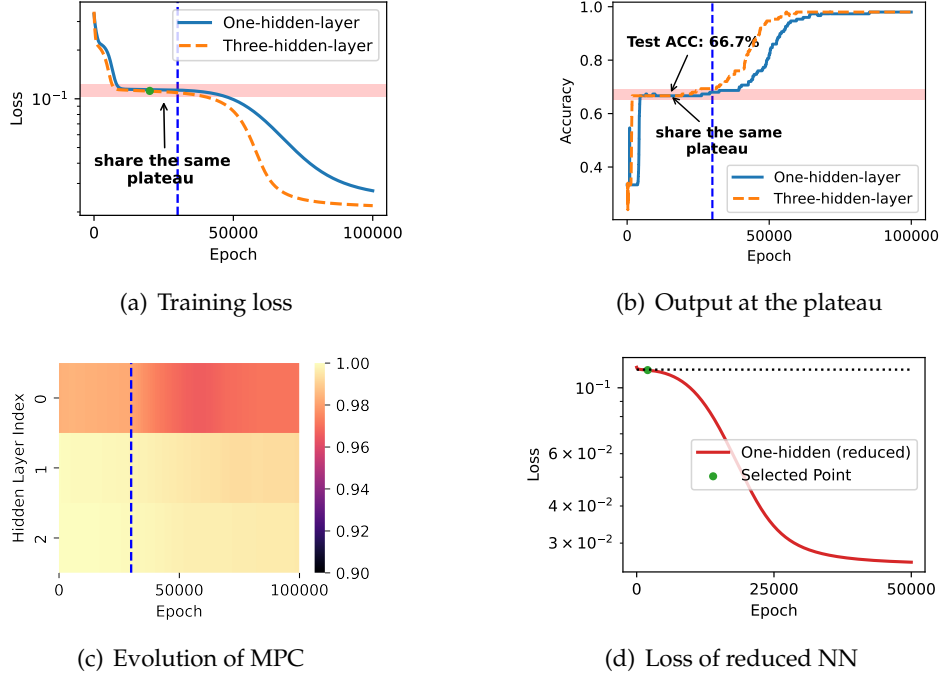 One-hidden-layer
Three-hidden-layer
10⁻¹
Loss
share the same
plateau
0
50000
100000
Epoch
(a) Training loss
1.0
0.8
0.6
0.4
Accuracy
Test ACC: 66.7%
share the same
plateau
One-hidden-layer
Three-hidden-layer
0
50000
100000
Epoch
(b) Output at the plateau
Hidden Layer Index
0
1
2
0
50000
100000
Epoch
1.00
0.98
0.96
0.94
0.92
0.90
(c) Evolution of MPC
Loss
10⁻¹
6 × 10⁻²
4 × 10⁻²
3 × 10⁻²
One-hidden (reduced)
Selected Point
0
25000
50000
Epoch
(d) Loss of reduced NN